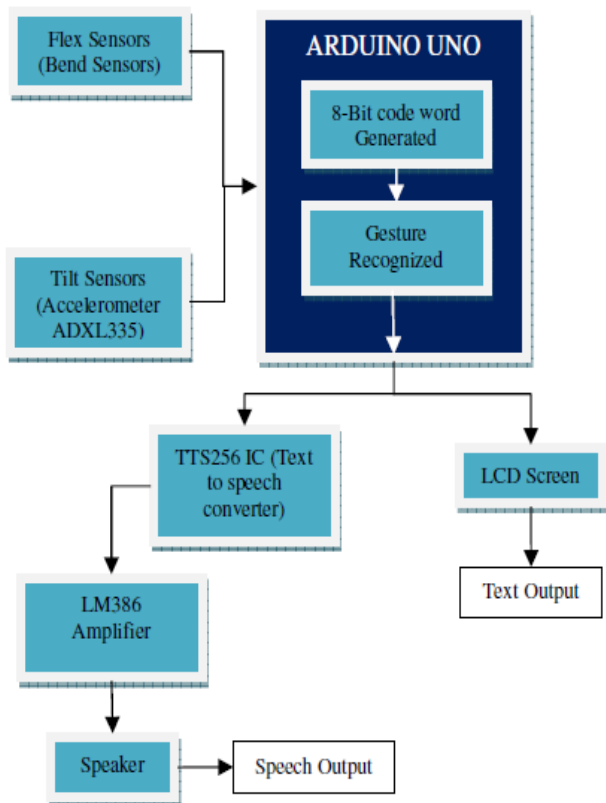 Flex Sensors
(Bend Sensors)
ARDUINO UNO
8-Bit code word
Generated
Gesture
Recognized
Tilt Sensors
(Accelerometer
ADXL335)
TTS256 IC (Text
to speech
converter)
LCD Screen
LM386
Amplifier
Text Output
Speaker
Speech Output